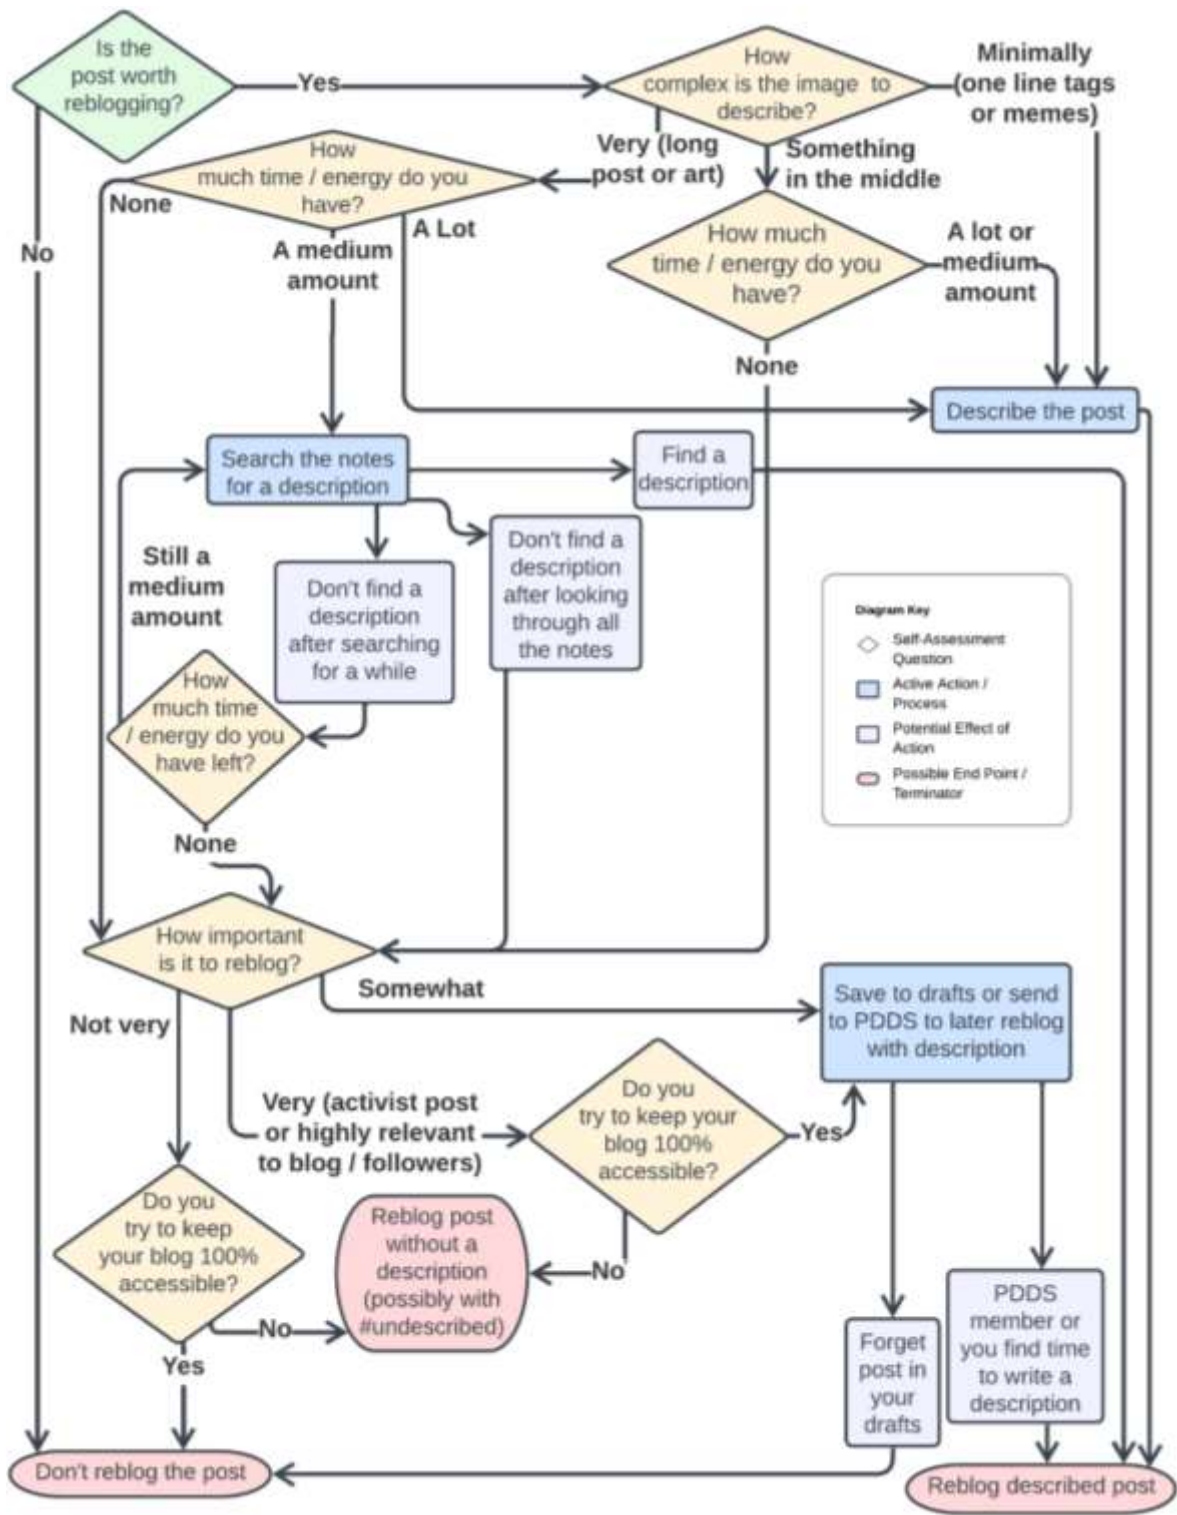 Is the
post worth
reblogging?
Yes
How
complex is the image to
describe?
Minimally
(one line tags
or memes)
Very (long
post or art)
Something
in the middle
How
much time / energy do you
have?
None
A Lot
A medium
amount
No
How much
time / energy do you
have?
A lot or
medium
amount
None
Describe the post
Search the notes
for a description
Find a
description
Don't find a
description
after looking
through all
the notes
Don't find a
description
after searching
for a while
Still a
medium
amount
How
much time
/ energy do you
have left?
None
Diagram Key
Self-Assessment
Question
Active Action /
Process
Potential Effect of
Action
Possible End Point /
Terminator
How important
is it to reblog?
Somewhat
Not very
Very (activist post
or highly relevant
to blog / followers)
Save to drafts or send
to PDDS to later reblog
with description
Do you
try to keep your
blog 100%
accessible?
Yes
No
Do you
try to keep
your blog 100%
accessible?
No
Yes
Reblog post
without a
description
(possibly with
#undescribed)
Forget
post in
your
drafts
PDDS
member or
you find time
to write a
description
Don't reblog the post
Reblog described post